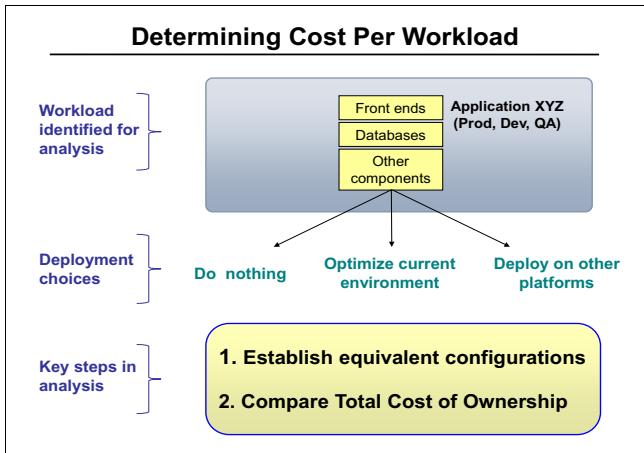 Determining Cost Per Workload
Workload
identified for
analysis
Front ends
Databases
Other
components
Application XYZ
(Prod, Dev, QA)
Deployment
choices
Do nothing
Optimize current
environment
Deploy on other
platforms
Key steps in
analysis
1. Establish equivalent configurations
2. Compare Total Cost of Ownership